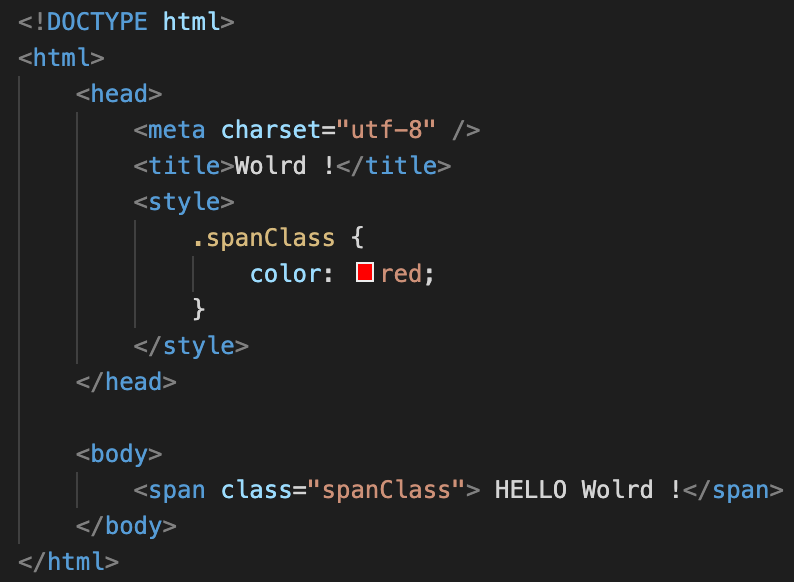 <!DOCTYPE html>
<html>
    <head>
        <meta charset="utf-8" />
        <title>Wolrd !</title>
        <style>
            .spanClass {
                color: red;
            }
        </style>
    </head>

    <body>
        <span class="spanClass"> HELLO Wolrd !</span>
    </body>
</html>